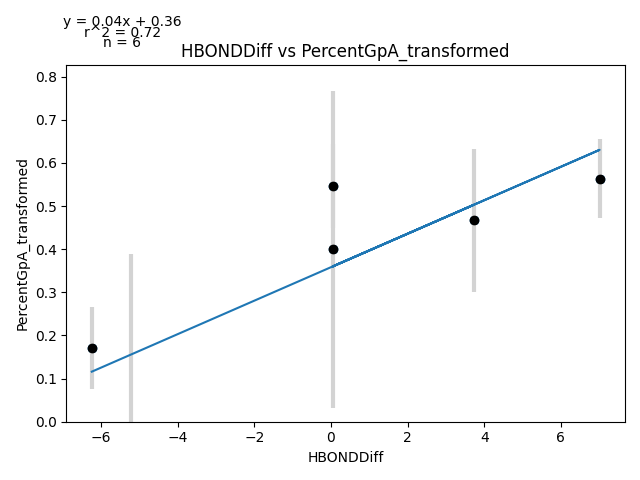 y = 0.04x + 0.36
r^2 = 0.72
n = 6
HBONDDiff vs PercentGpA_transformed
PercentGpA_transformed
0.8
0.7
0.6
0.5
0.4
0.3
0.2
0.1
0.0
−6
−4
−2
0
2
4
6
HBONDDiff